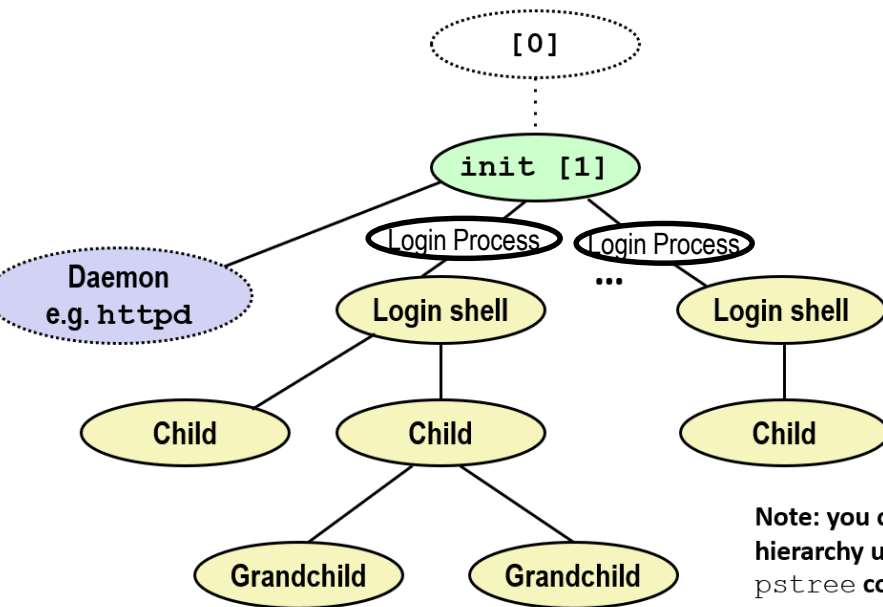 [0]
init [1]
Login Process
Login Process
...
Daemon
e.g. httpd
Login shell
Login shell
Child
Child
Child
Note: you
hierarchy
pstree
Grandchild
Grandchild